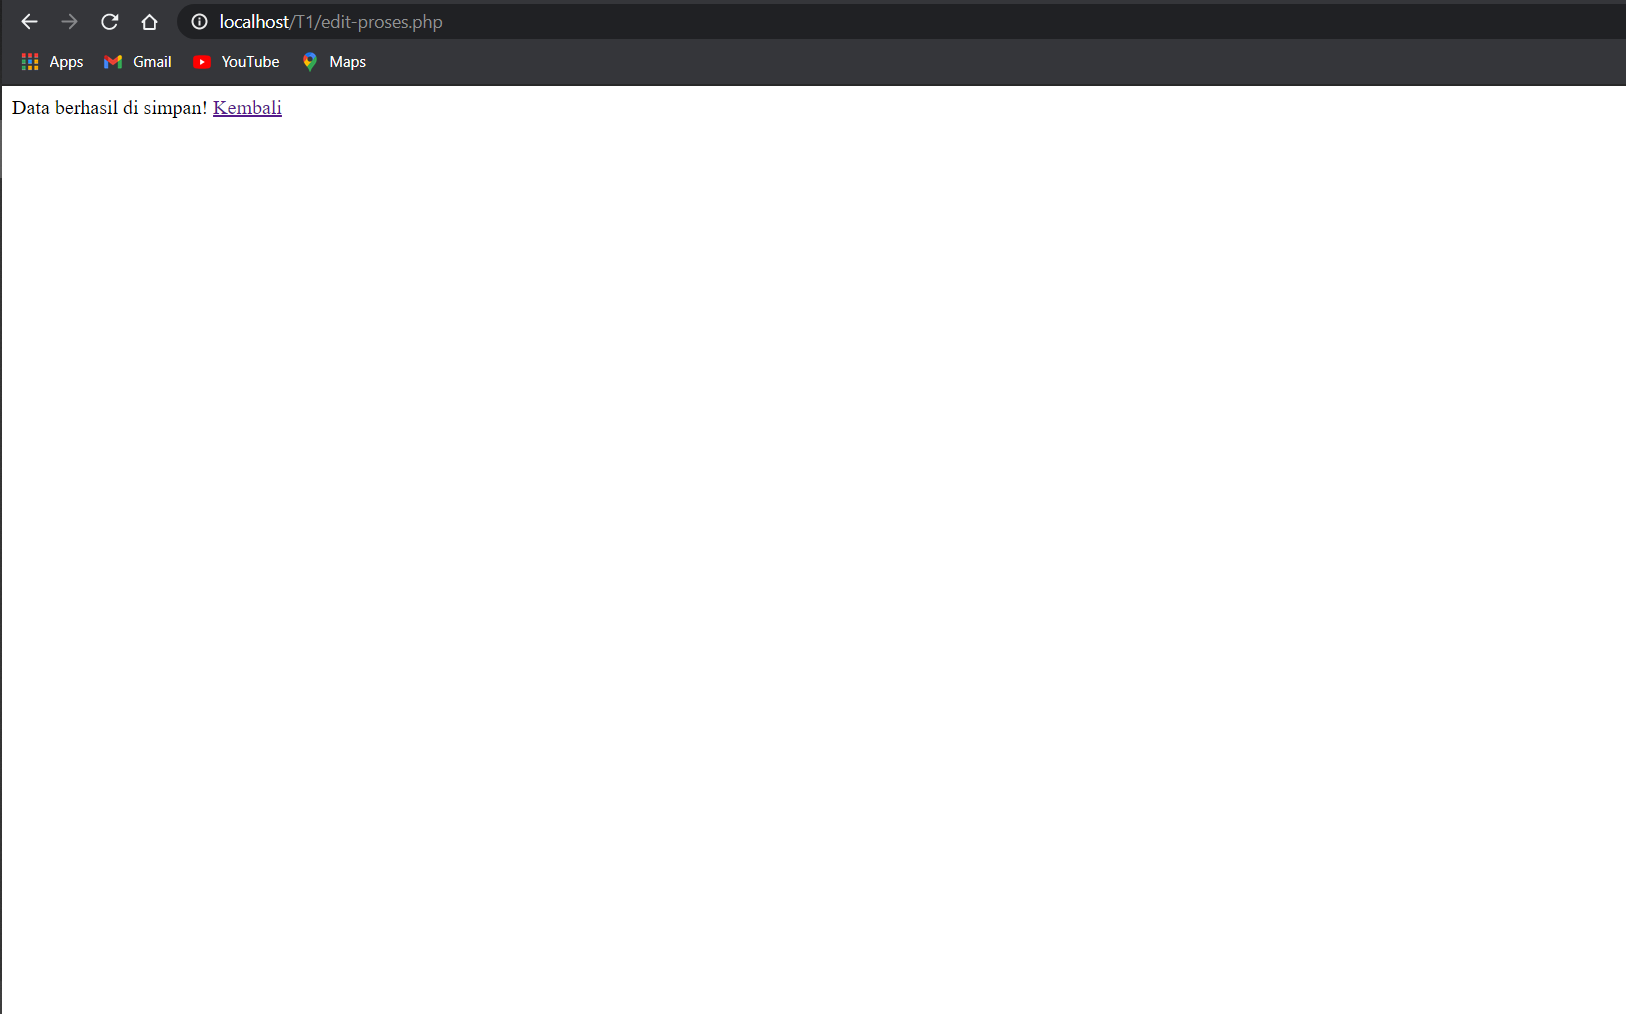 localhost/T1/edit-proses.php
Apps Gmail YouTube Maps
Data berhasil di simpan! Kembali